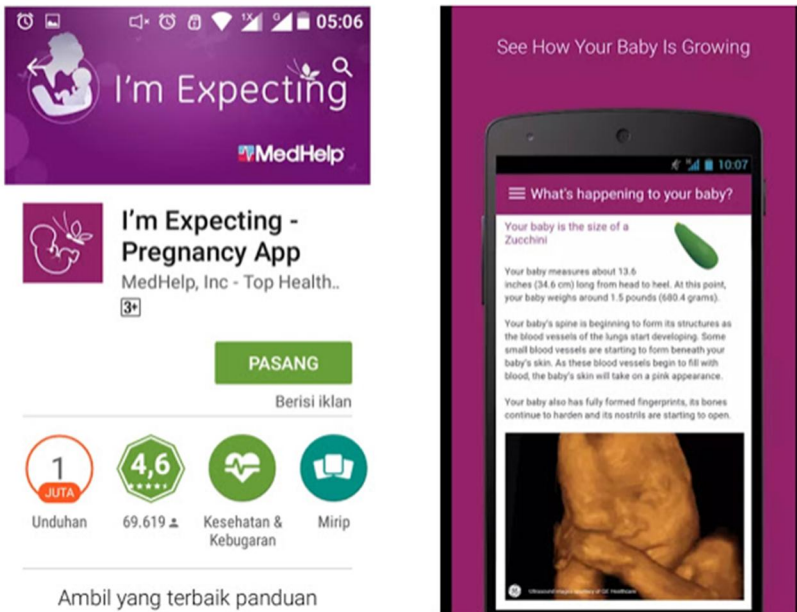 1X G 05:06
I'm Expecting
MedHelp
I'm Expecting -
Pregnancy App
MedHelp, Inc - Top Health..
3+
PASANG
Berisi iklan
1
JUTA
Unduhan
4,6
69.619
Kesehatan &
Kebugaran
Mirip
Ambil yang terbaik panduan
See How Your Baby Is Growing
10:07
What's happening to your baby?
Your baby is the size of a
Zucchini
Your baby measures about 13.6
inches (34.6 cm) long from head to heel. At this point,
your baby weighs around 1.5 pounds (680.4 grams).
Your baby's spine is beginning to form its structures as
the blood vessels of the lungs start developing. Some
small blood vessels are starting to form beneath your
baby's skin. As these blood vessels begin to fill with
blood, the baby's skin will take on a pink appearance.
Your baby also has fully formed fingerprints, its bones
continue to harden and its nostrils are starting to open.
Ultrasound images courtesy of GE Healthcare